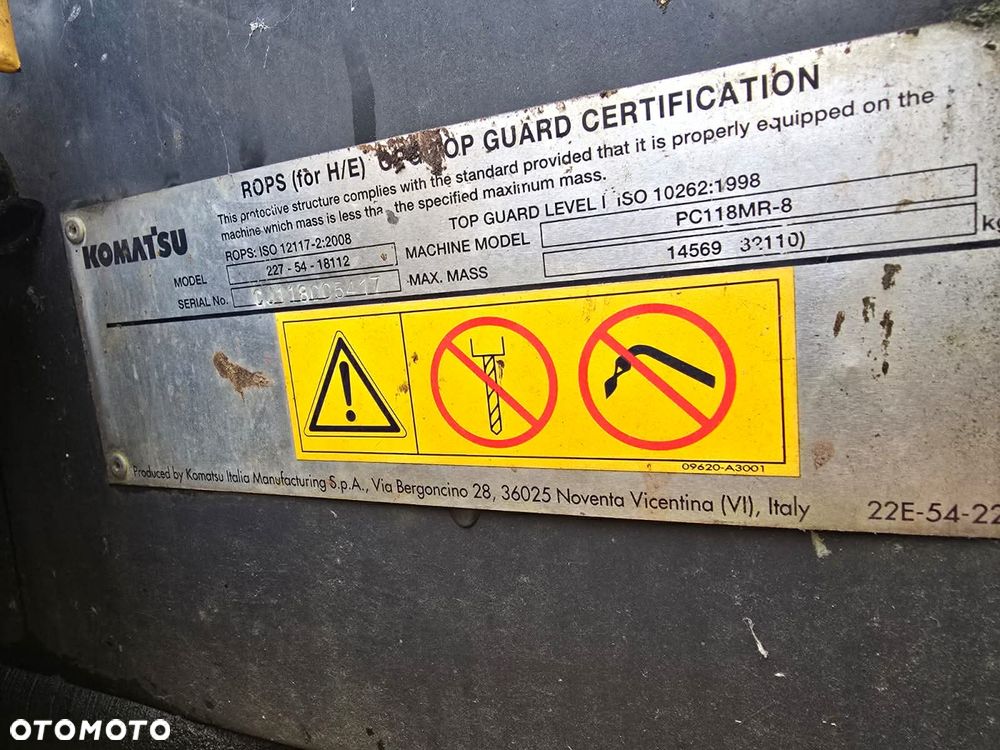 ROPS (for H/E) TOP GUARD CERTIFICATION
This protective structure complies with the standard provided that it is properly equipped on the
machine which mass is less the specified maximum mass.
KOMATSU
ROPS: ISO 12117-2:2008
TOP GUARD LEVEL I ISO 10262:1998
MODEL 227-54-18112
MACHINE MODEL PC118MR-8
SERIAL No.
MAX. MASS 14569 32110) kg
09620-A3001
Produced by Komatsu Italia Manufacturing S.p.A., Via Bergoncino 28, 36025 Noventa Vicentina (VI), Italy
22E-54-22
OTOMOTO